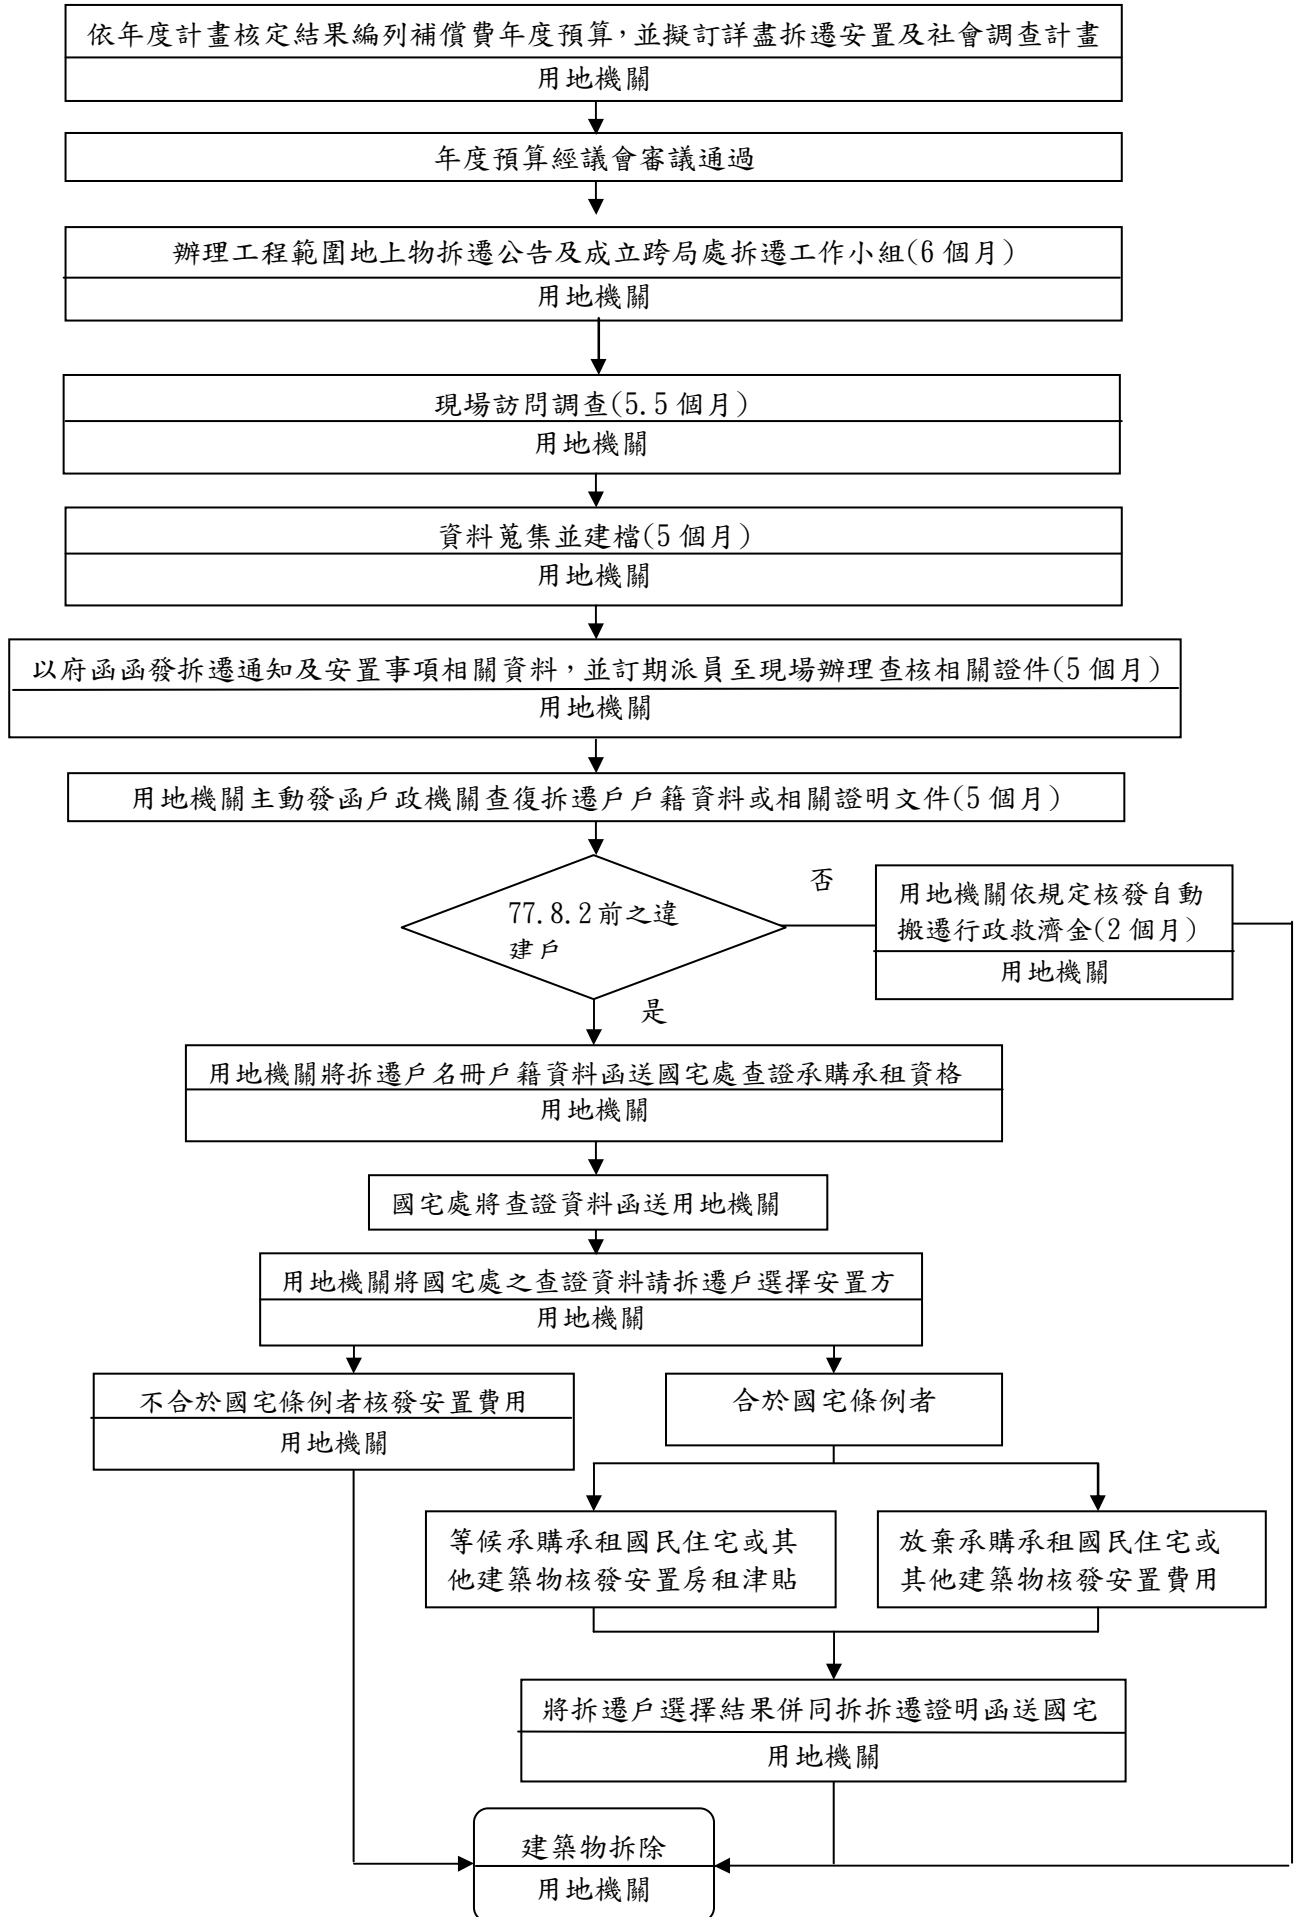 依年度計畫核定結果編列補償費年度預算，並擬訂詳盡拆遷安置及社會調查計畫
用地機關
年度預算經議會審議通過
辦理工程範圍地上物拆遷公告及成立跨局處拆遷工作小組(6個月)
用地機關
現場訪問調查(5.5個月)
用地機關
資料蒐集並建檔(5個月)
用地機關
以府函函發拆遷通知及安置事項相關資料，並訂期派員至現場辦理查核相關證件(5個月)
用地機關
用地機關主動發函戶政機關查復拆遷戶戶籍資料或相關證明文件(5個月)
77.8.2前之違
建戶
否
用地機關依規定核發自動
搬遷行政救濟金(2個月)
用地機關
是
用地機關將拆遷戶名冊戶籍資料函送國宅處查證承購承租資格
用地機關
國宅處將查證資料函送用地機關
用地機關將國宅處之查證資料請拆遷戶選擇安置方
用地機關
不合於國宅條例者核發安置費用
用地機關
合於國宅條例者
等候承購承租國民住宅或其
他建築物核發安置房租津貼
放棄承購承租國民住宅或
其他建築物核發安置費用
將拆遷戶選擇結果併同拆拆遷證明函送國宅
用地機關
建築物拆除
用地機關